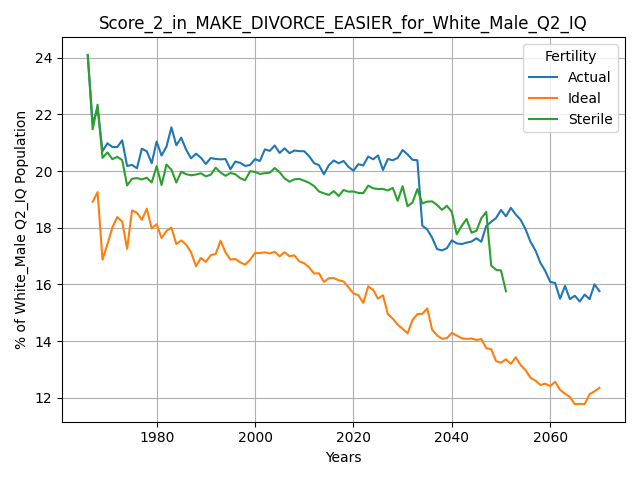 Score_2_in_MAKE_DIVORCE_EASIER_for_White_Male_Q2_IQ
Fertility
Actual
Ideal
Sterile
% of White_Male Q2_IQ Population
24
22
20
18
16
14
12
1980
2000
2020
2040
2060
Years